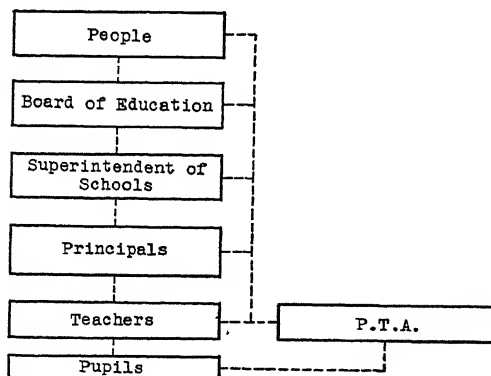 People
Board of Education
Superintendent of
Schools
Principals
Teachers
P.T.A.
Pupils